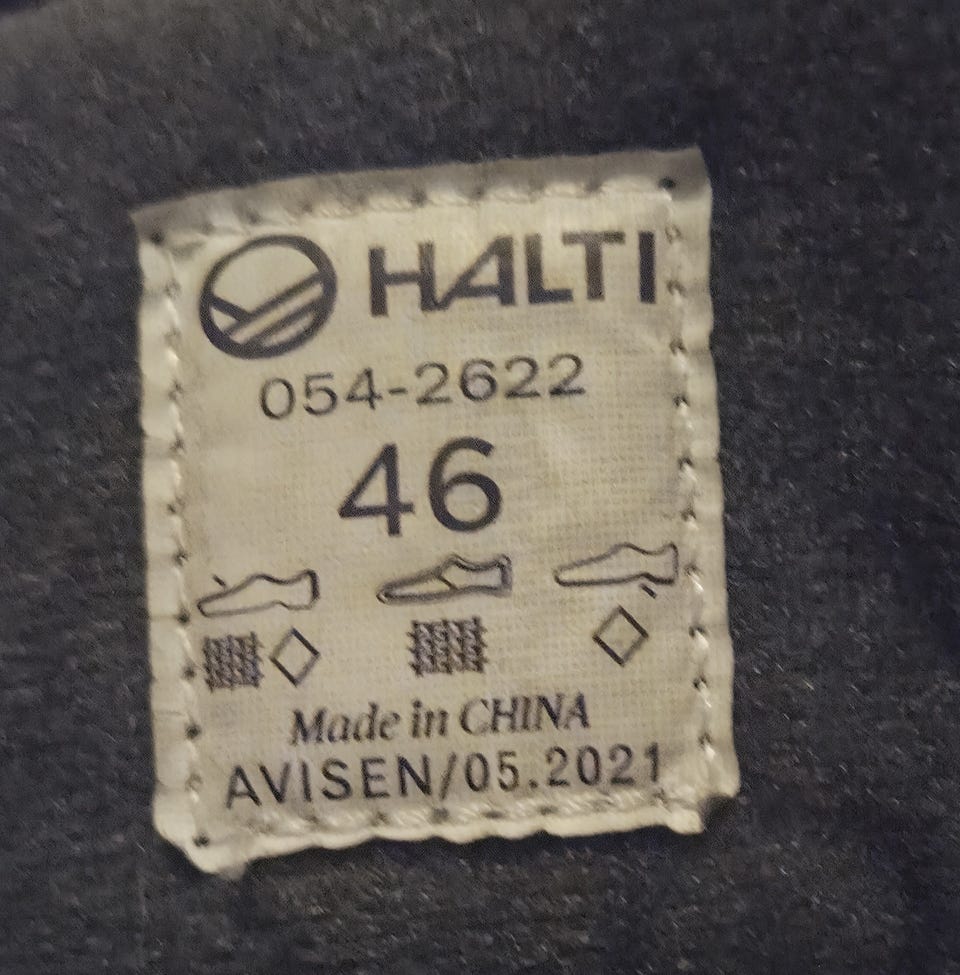 HALTI
054-2622
46
Made in CHINA
AVISEN/05.2021